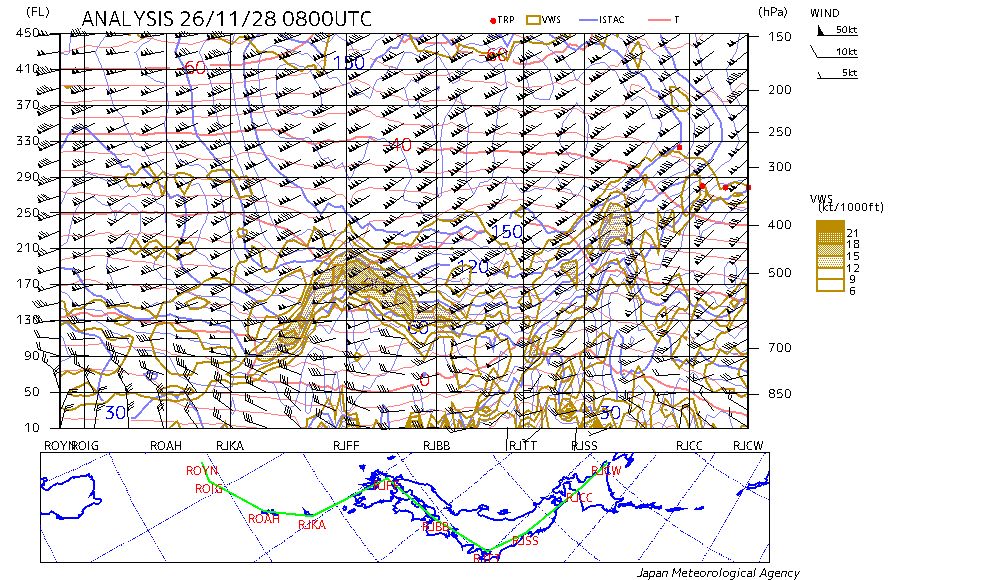 (FL)
ANALYSIS 26/11/28 0800UTC
TRP VWS ISTAC T
(hPa)
WIND
50kt
10kt
5kt
450
410
370
330
290
250
210
170
130
90
50
10
150
200
250
300
400
500
700
850
-60
150
-60
-40
150
120
0
30
30
VWS
(kt/1000ft)
21
18
15
12
9
6
ROYN ROIG ROAH RJKA RJFF RJBB RJTT RJSS RJCC RJCW
ROYN
ROIG
ROAH
RJKA
RJFF
RJBB
RJTT
RJSS
RJCC
RJCW
Japan Meteorological Agency